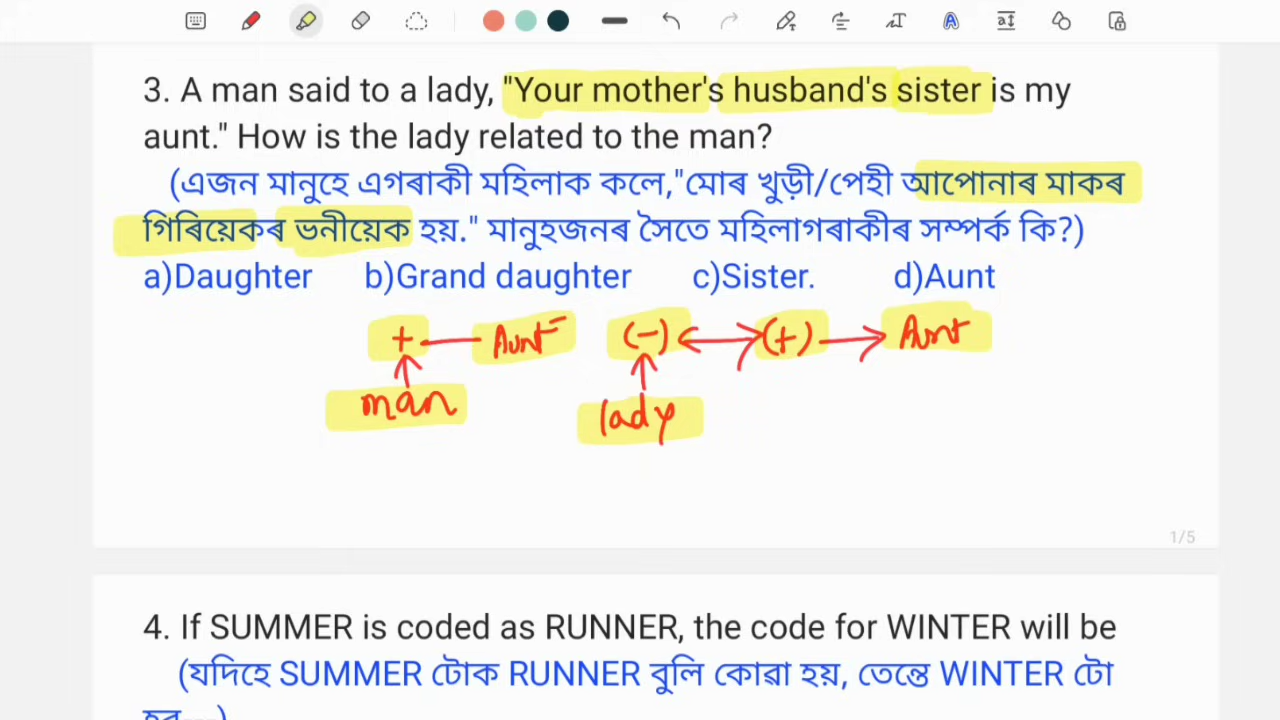 3. A man said to a lady, "Your mother's husband's sister is my
aunt." How is the lady related to the man?
(এজন মানুহে এগৰাকী মহিলাক কলে,"মোৰ খুড়ী/পেহী আপোনাৰ মাকৰ
গিৰিয়েকৰ ভনীয়েক হয়." মানুহজনৰ সৈতে মহিলাগৰাকীৰ সম্পৰ্ক কি?)
a)Daughter b)Grand daughter c)Sister. d)Aunt
+ — Aunt (-) ↔ (+) → Aunt
man lady
1/5
4. If SUMMER is coded as RUNNER, the code for WINTER will be
(যদিহে SUMMER টোক RUNNER বুলি কোৱা হয়, তেন্তে WINTER টো